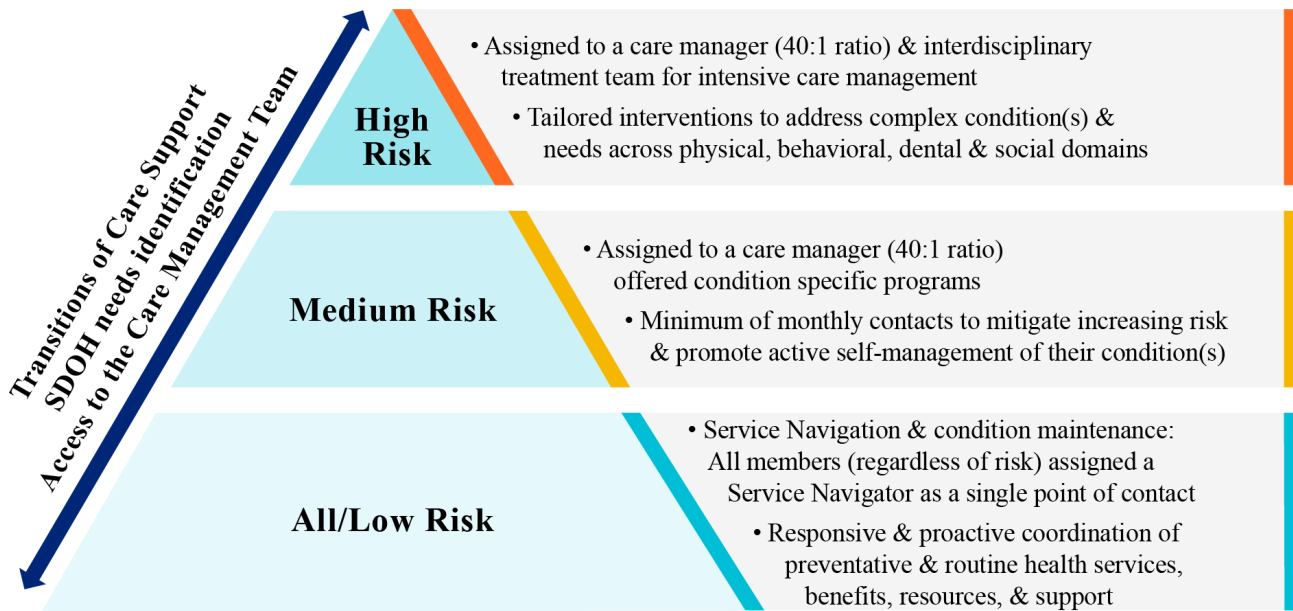 Transitions of Care Support
SDOH needs identification
Access to the Care Management Team
High
Risk
• Assigned to a care manager (40:1 ratio) & interdisciplinary
treatment team for intensive care management
• Tailored interventions to address complex condition(s) &
needs across physical, behavioral, dental & social domains
Medium Risk
• Assigned to a care manager (40:1 ratio)
offered condition specific programs
• Minimum of monthly contacts to mitigate increasing risk
& promote active self-management of their condition(s)
All/Low Risk
• Service Navigation & condition maintenance:
All members (regardless of risk) assigned a
Service Navigator as a single point of contact
• Responsive & proactive coordination of
preventative & routine health services,
benefits, resources, & support